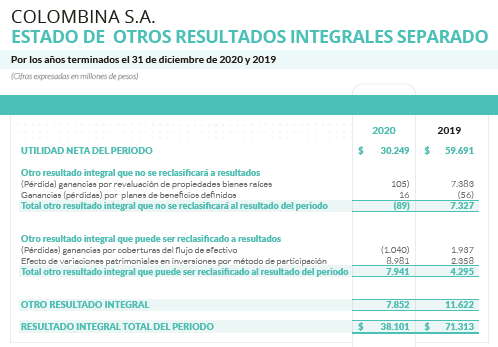 COLOMBINA S.A.
ESTADO DE OTROS RESULTADOS INTEGRALES SEPARADO
Por los años terminados el 31 de diciembre de 2020 y 2019
(Cifras expresadas en millones de pesos)
2020 2019
UTILIDAD NETA DEL PERIODO $ 30.249 $ 59.691
Otro resultado integral que no se reclasificará a resultados
(Pérdida) ganancias por revaluación de propiedades bienes raíces 105) 7.383
Ganancias (pérdidas) por planes de beneficios definidos 16 (56)
Total otro resultado integral que no se reclasificará al resultado del periodo (89) 7.327
Otro resultado integral que puede ser reclasificado a resultados
(Pérdidas) ganancias por coberturas del flujo de efectivo (1.040) 1.937
Efecto de variaciones patrimoniales en inversiones por método de participación 8.981 2.358
Total otro resultado integral que puede ser reclasificado al resultado del periodo 7.941 4.295
OTRO RESULTADO INTEGRAL 7.852 11.622
RESULTADO INTEGRAL TOTAL DEL PERIODO $ 38.101 $ 71.313